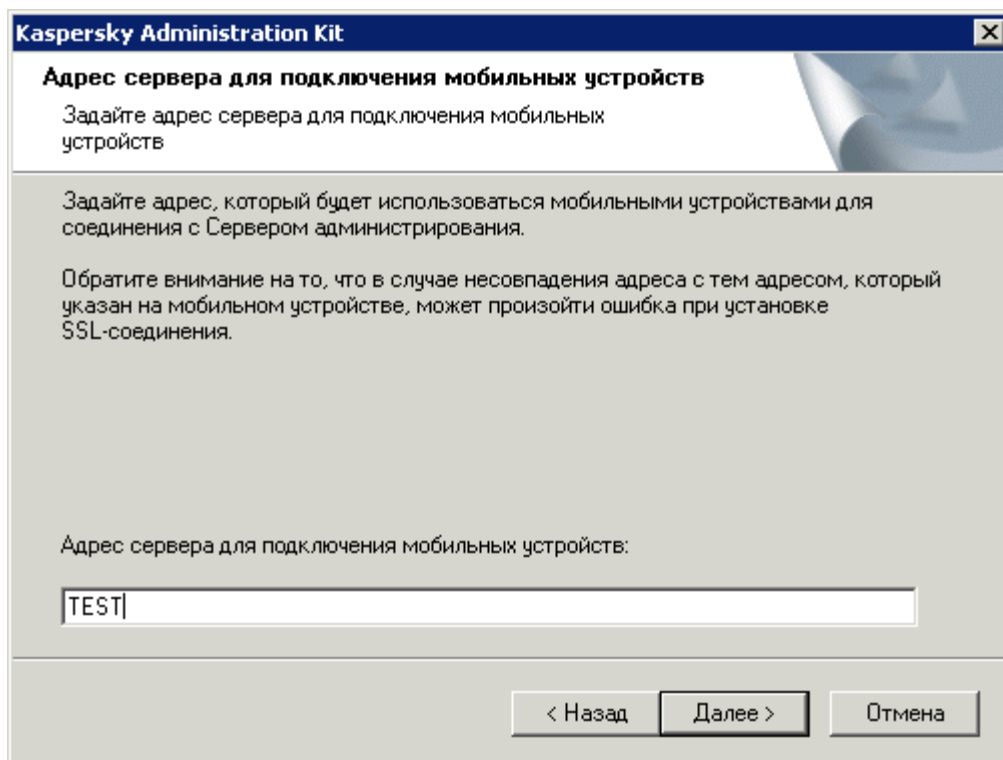 Kaspersky Administration Kit
Адрес сервера для подключения мобильных устройств
Задайте адрес сервера для подключения мобильных
устройств
Задайте адрес, который будет использоваться мобильными устройствами для
соединения с Сервером администрирования.
Обратите внимание на то, что в случае несовпадения адреса с тем адресом, который
указан на мобильном устройстве, может произойти ошибка при установке
SSL-соединения.
Адрес сервера для подключения мобильных устройств:
TEST
< Назад Далее > Отмена